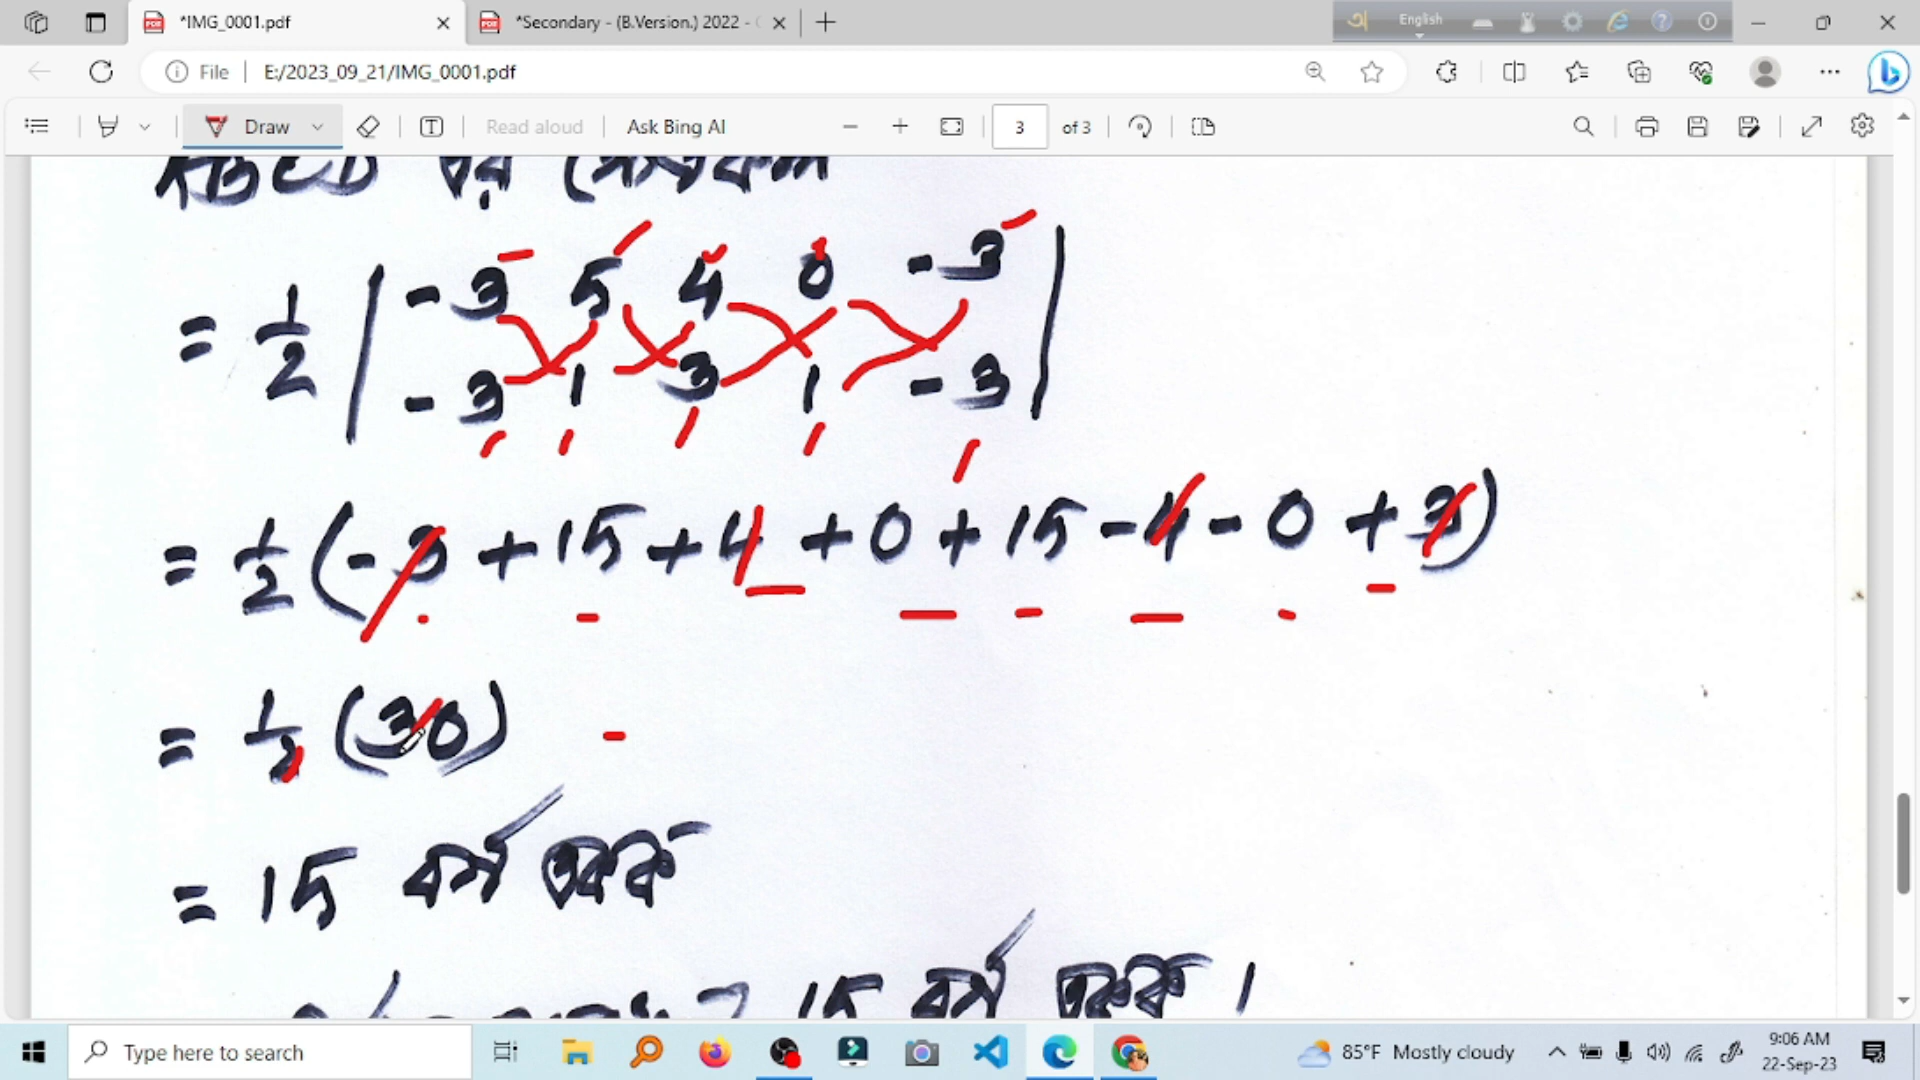 *IMG_0001.pdf
*Secondary - (B.Version.) 2022 -
English
File
E:/2023_09_21/IMG_0001.pdf
Draw
Read aloud
Ask Bing AI
3
of 3
ABCD এর
= 1/2 | -3 5 4 0 -3 |
-3 1 3 1 -3
= 1/2 (-3 + 15 + 4 + 0 + 15 - 4 - 0 + 3)
= 1/2 (30)
= 15 বর্গ একক
15 বর্গ একক।
Type here to search
85°F Mostly cloudy
9:06 AM
22-Sep-23